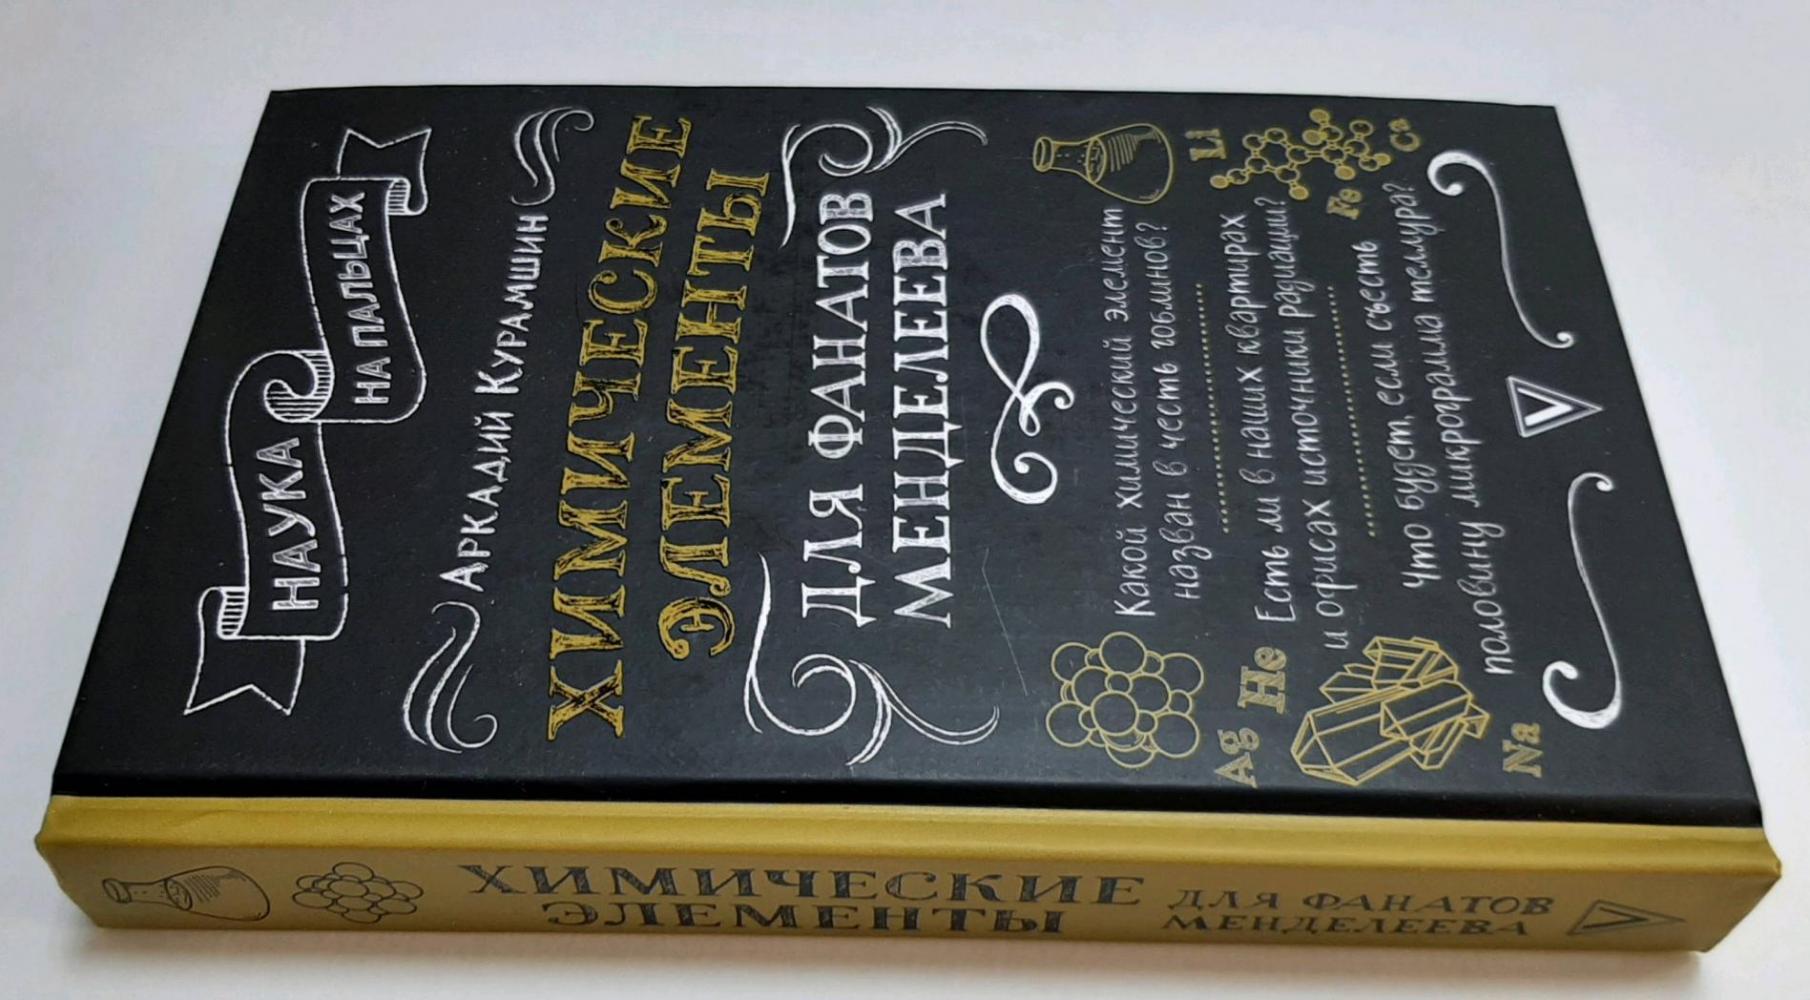 НАУКА
НА ПАЛЬЦАХ
АРКАДИЙ КУРАМШИН
ХИМИЧЕСКИЕ
ЭЛЕМЕНТЫ
ДЛЯ ФАНАТОВ
МЕНДЕЛЕЕВА
Какой химический элемент
назван в честь гоблинов?
Есть ли в наших квартирах
и офисах источники радиации?
Что будет, если съесть
половину микрограмма теллура?
Li
Ca
Fe
Ag
He
Na
V
ХИМИЧЕСКИЕ
ЭЛЕМЕНТЫ
ДЛЯ ФАНАТОВ
МЕНДЕЛЕЕВА
V